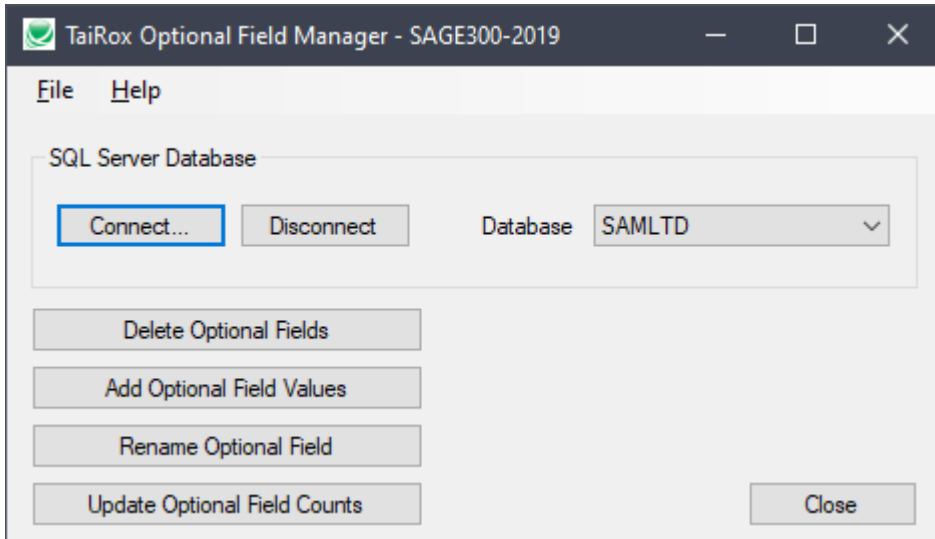 TaiRox Optional Field Manager - SAGE300-2019
File Help
SQL Server Database
Connect... Disconnect Database SAMLTD
Delete Optional Fields
Add Optional Field Values
Rename Optional Field
Update Optional Field Counts Close